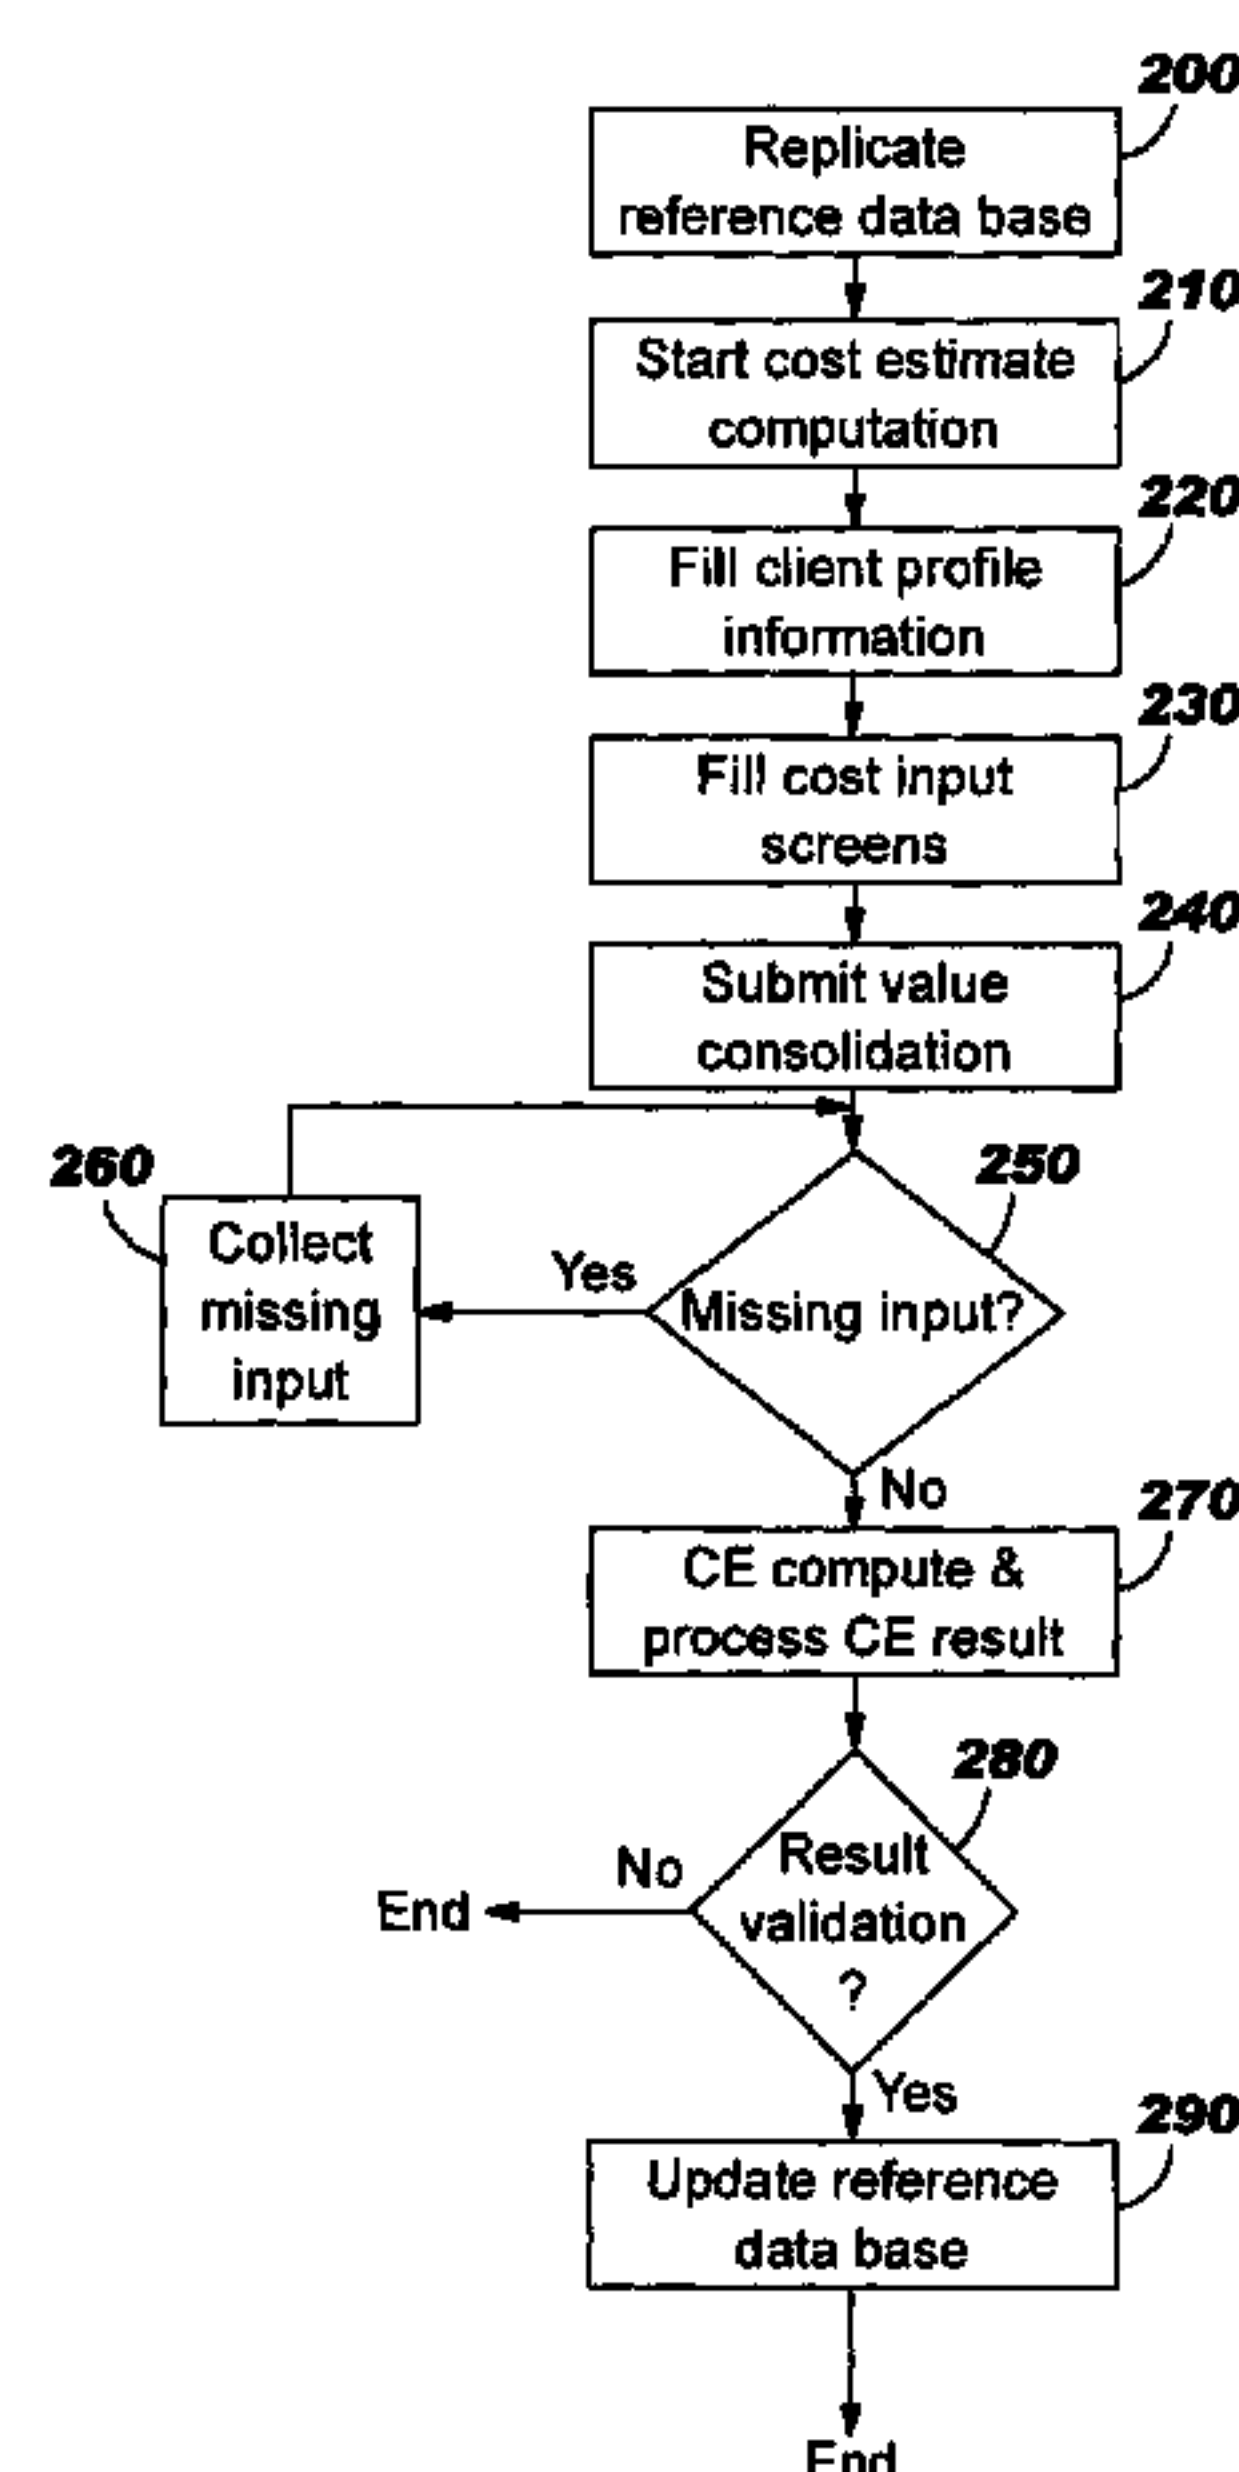 200
Replicate
reference data base
210
Start cost estimate
computation
220
Fill client profile
information
230
Fill cost input
screens
240
Submit value
consolidation
260
250
Collect
missing
input
Yes
Missing input?
No
270
CE compute &
process CE result
280
Result
validation
?
No
End
Yes
290
Update reference
data base
End